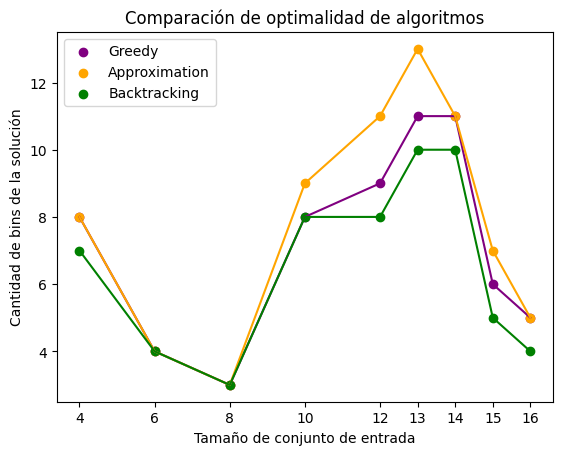 Comparación de optimalidad de algoritmos
Greedy
Approximation
Backtracking
Cantidad de bins de la solución
12
10
8
6
4
4 6 8 10 12 13 14 15 16
Tamaño de conjunto de entrada